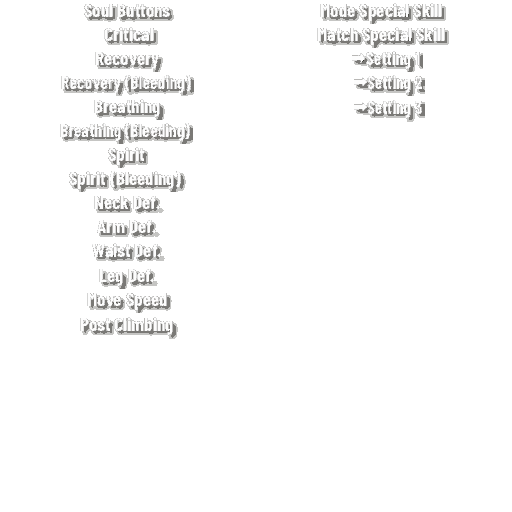 Soul Buttons
Critical
Recovery
Recovery (Bleeding)
Breathing
Breathing (Bleeding)
Spirit
Spirit (Bleeding)
Neck Def.
Arm Def.
Waist Def.
Leg Def.
Move Speed
Post Climbing
Mode Special Skill
Match Special Skill
→Setting 1
→Setting 2
→Setting 3